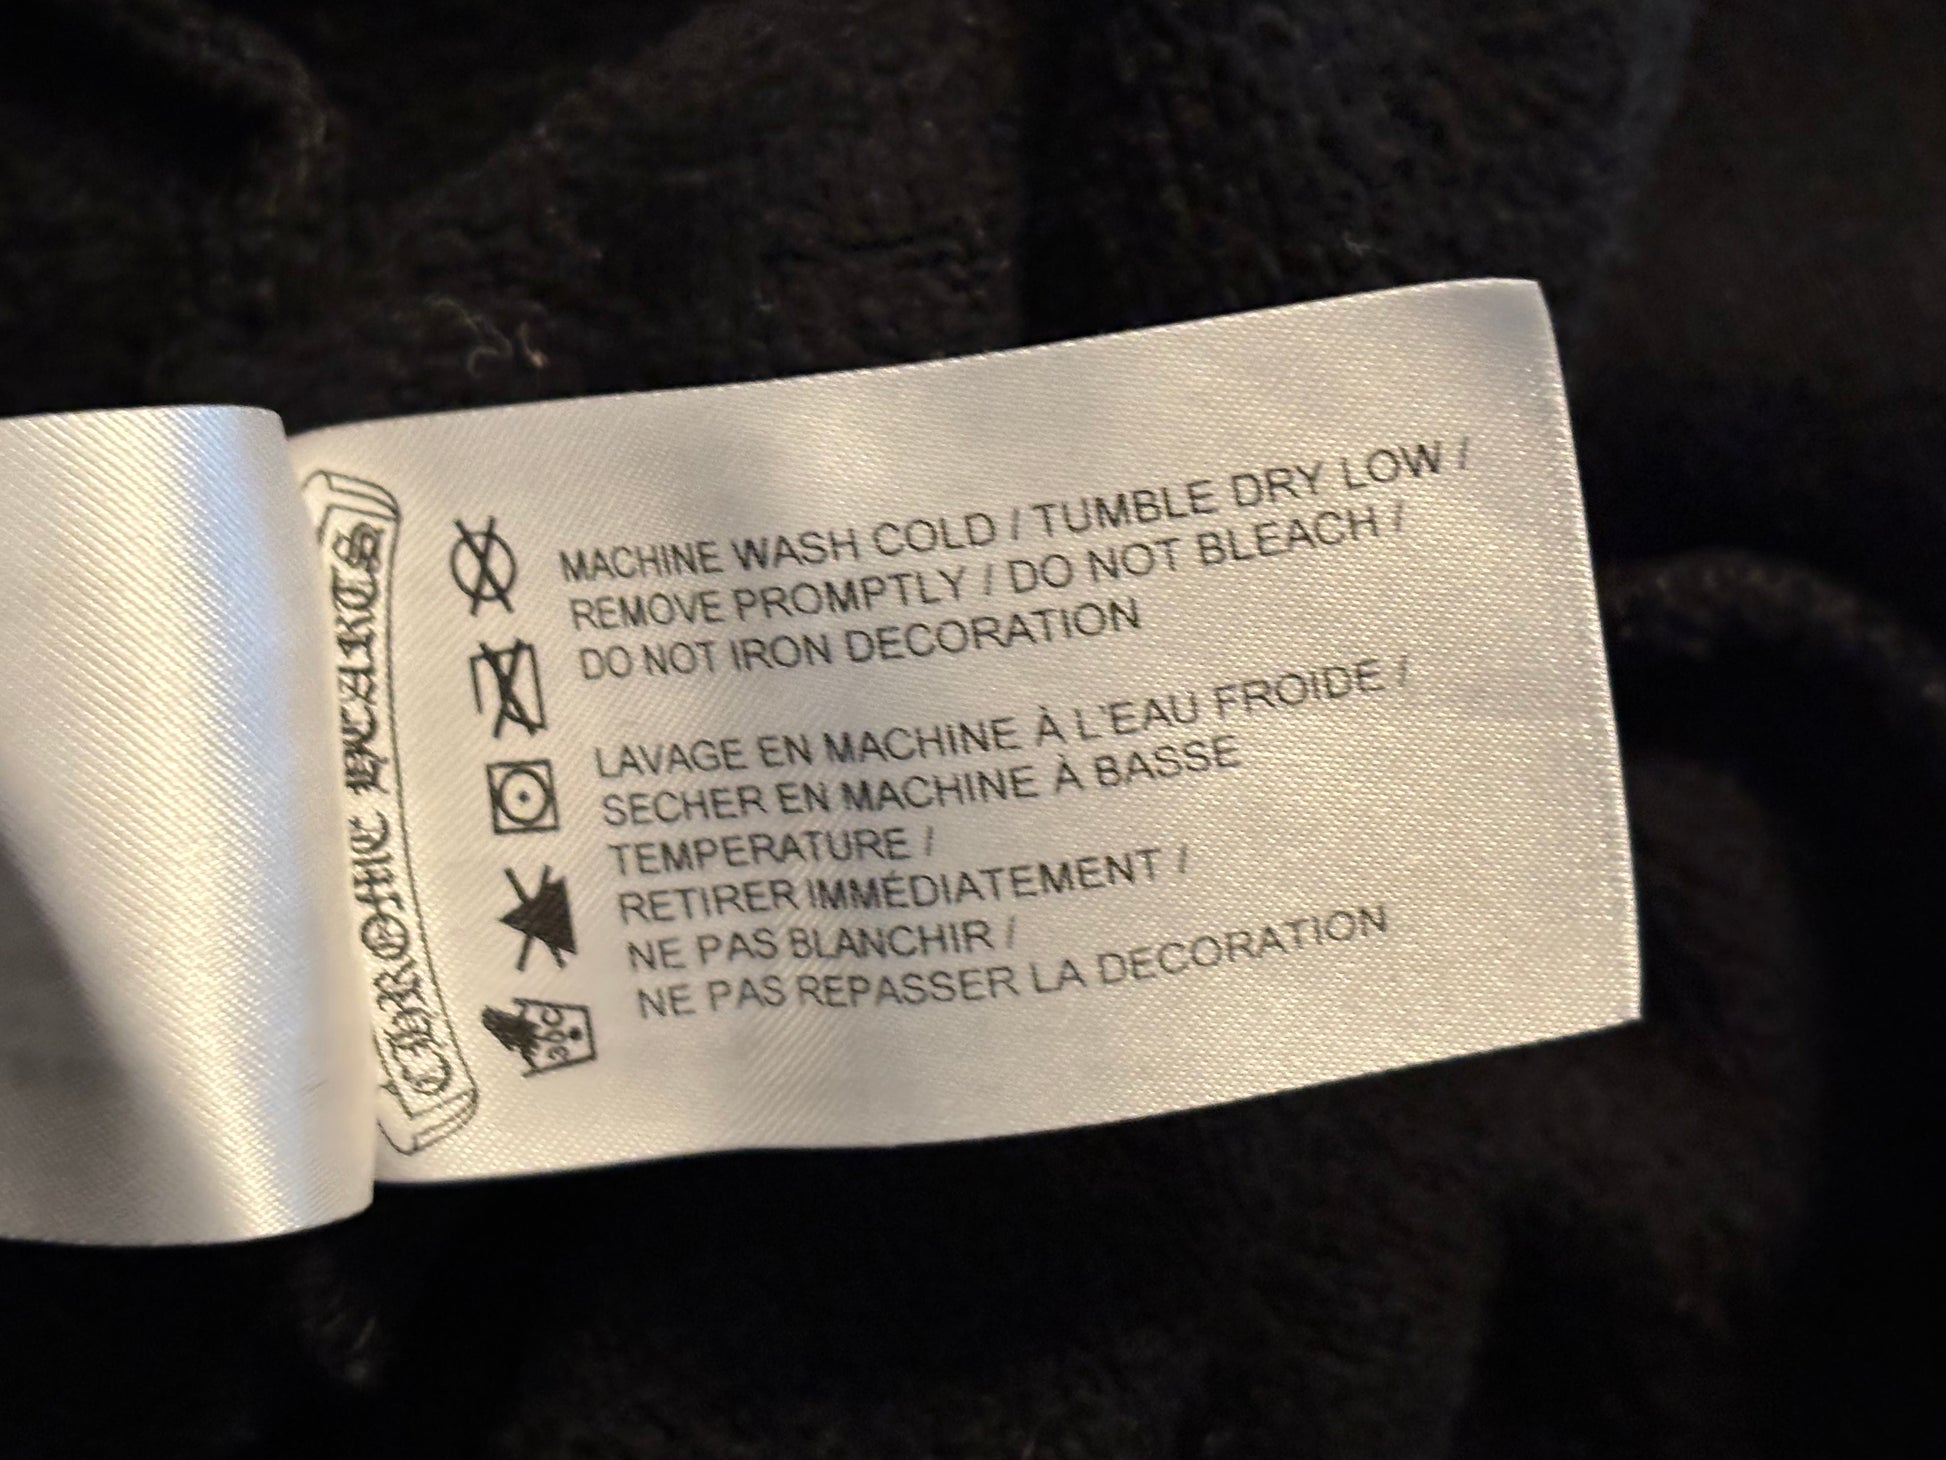 CHROME HEARTS
MACHINE WASH COLD / TUMBLE DRY LOW /
REMOVE PROMPTLY / DO NOT BLEACH /
DO NOT IRON DECORATION
LAVAGE EN MACHINE À L'EAU FROIDE /
SECHER EN MACHINE À BASSE
TEMPERATURE /
RETIRER IMMÉDIATEMENT /
NE PAS BLANCHIR /
NE PAS REPASSER LA DECORATION
30C